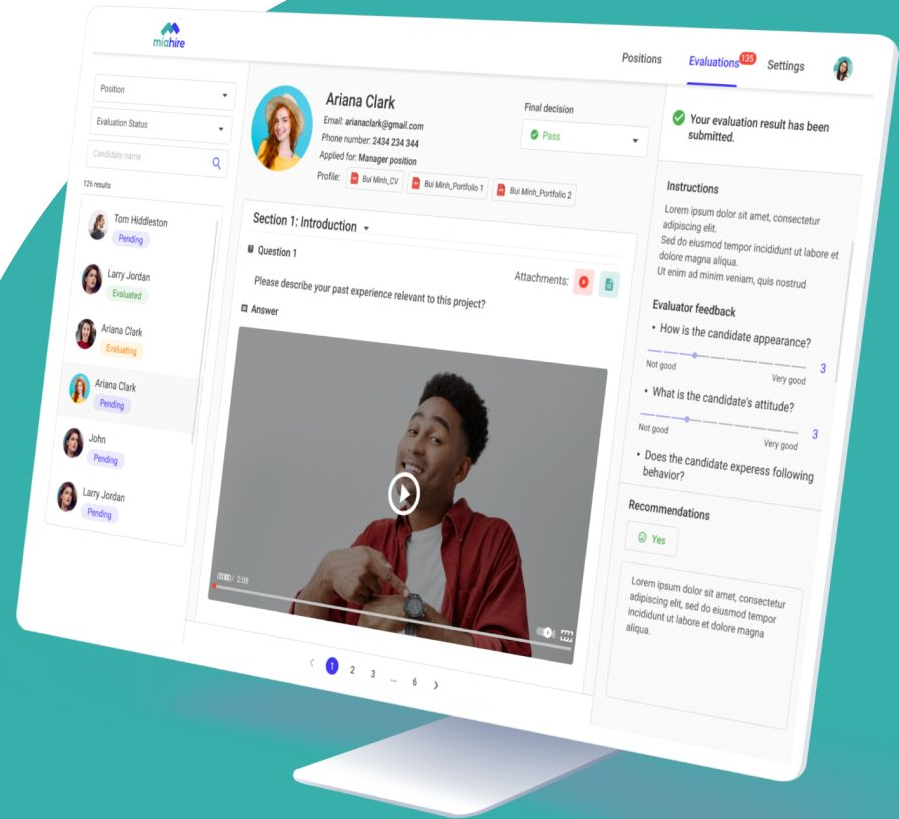 miahire
Positions
Evaluations
135
Settings
Position
Evaluation Status
Candidate name
126 results
Tom Hiddleston
Pending
Larry Jordan
Evaluated
Ariana Clark
Evaluating
Ariana Clark
Pending
John
Pending
Larry Jordan
Pending
Ariana Clark
Email: arianaclark@gmail.com
Phone number: 2434 234 344
Applied for: Manager position
Profile:
Bui Minh_CV
Bui Minh_Portfolio 1
Bui Minh_Portfolio 2
Final decision
Pass
Section 1: Introduction
Question 1
Attachments:
Please describe your past experience relevant to this project?
Answer
/ 3:08
1 2 3 ... 6
Your evaluation result has been
submitted.
Instructions
Lorem ipsum dolor sit amet, consectetur
adipiscing elit.
Sed do eiusmod tempor incididunt ut labore et
dolore magna aliqua.
Ut enim ad minim veniam, quis nostrud
Evaluator feedback
• How is the candidate appearance?
3
Not good
Very good
• What is the candidate's attitude?
3
Not good
Very good
• Does the candidate experess following
behavior?
Recommendations
Yes
Lorem ipsum dolor sit amet, consectetur
adipiscing elit, sed do eiusmod tempor
incididunt ut labore et dolore magna
aliqua.